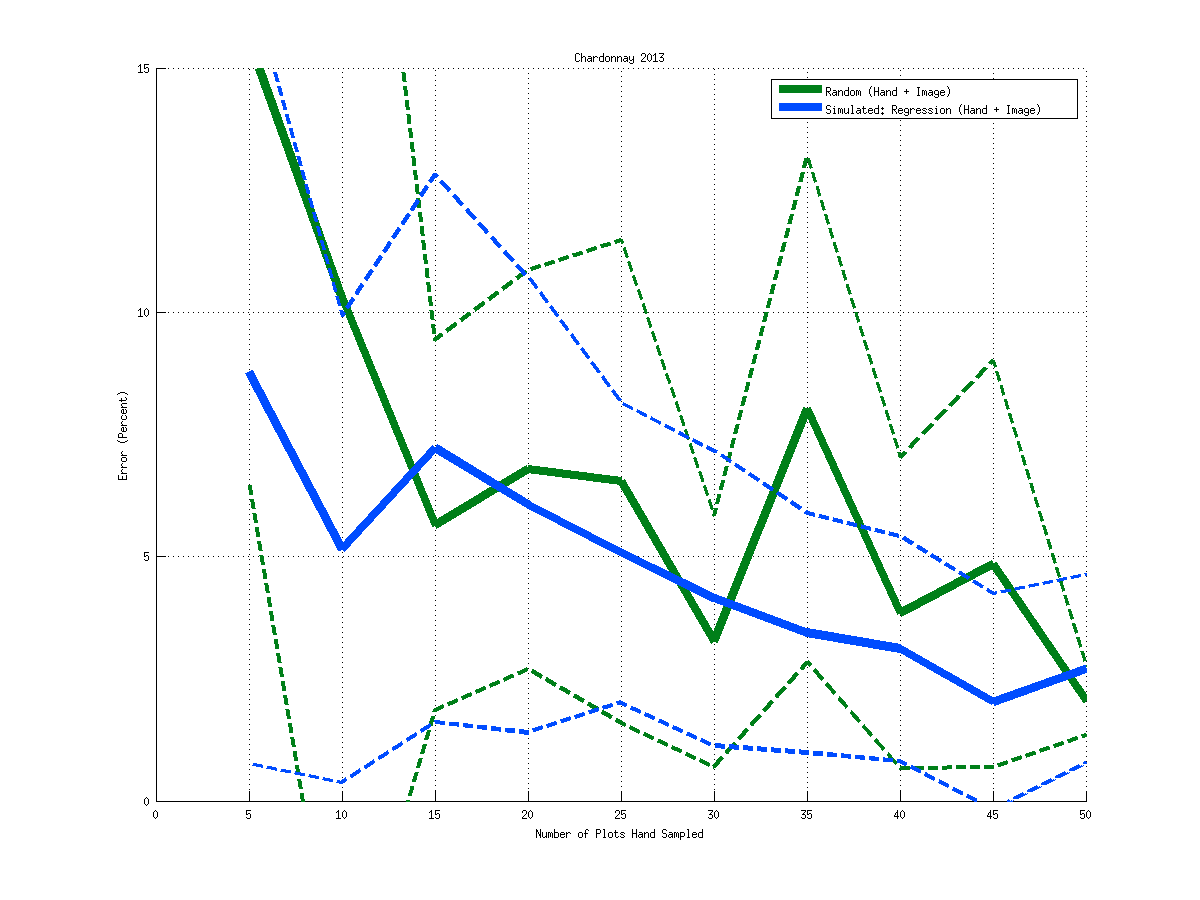 Chardonnay 2013
15
Random (Hand + Image)
Simulated: Regression (Hand + Image)
10
Error (Percent)
5
0
0 5 10 15 20 25 30 35 40 45 50
Number of Plots Hand Sampled